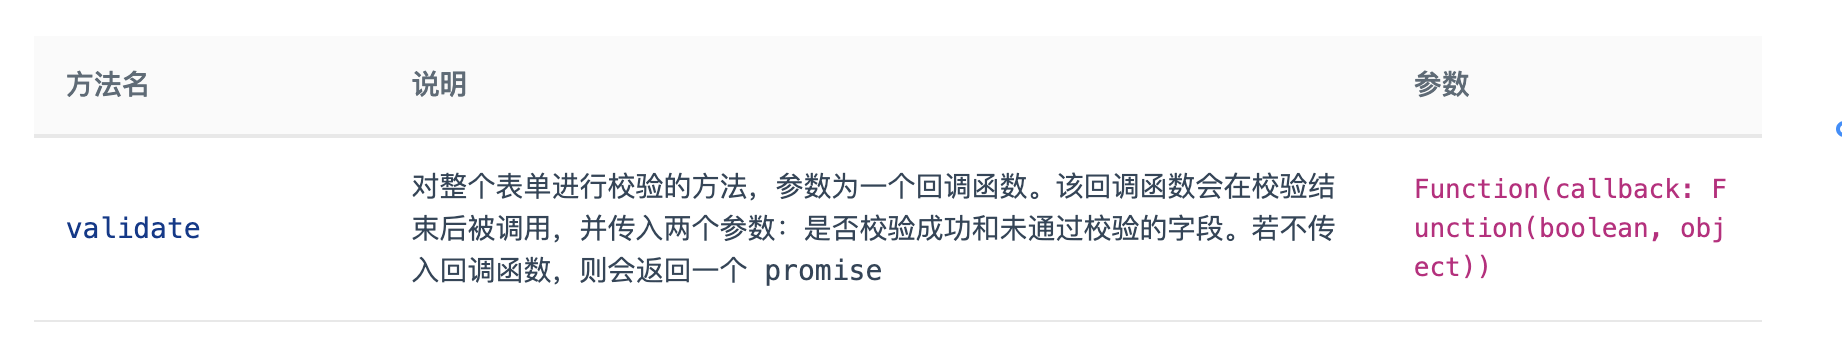 方法名 说明 参数
validate
对整个表单进行校验的方法，参数为一个回调函数。该回调函数会在校验结
束后被调用，并传入两个参数：是否校验成功和未通过校验的字段。若不传
入回调函数，则会返回一个 promise
Function(callback: F
unction(boolean, obj
ect))